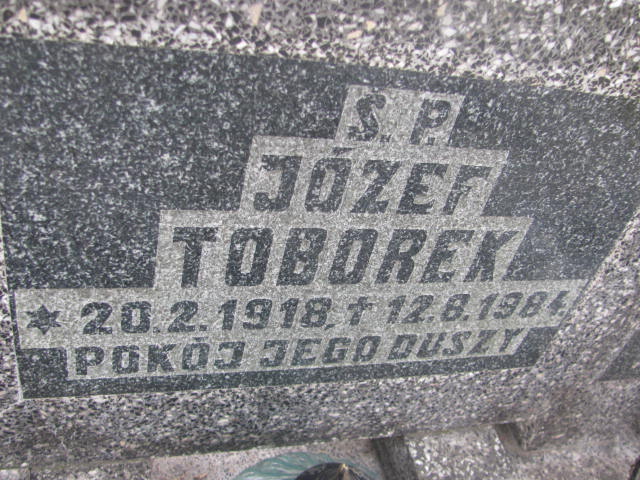 Ś. P.
JÓZEF
TOBOREK
* 20.2.1918, † 12.6.1984,
POKÓJ JEGO DUSZY